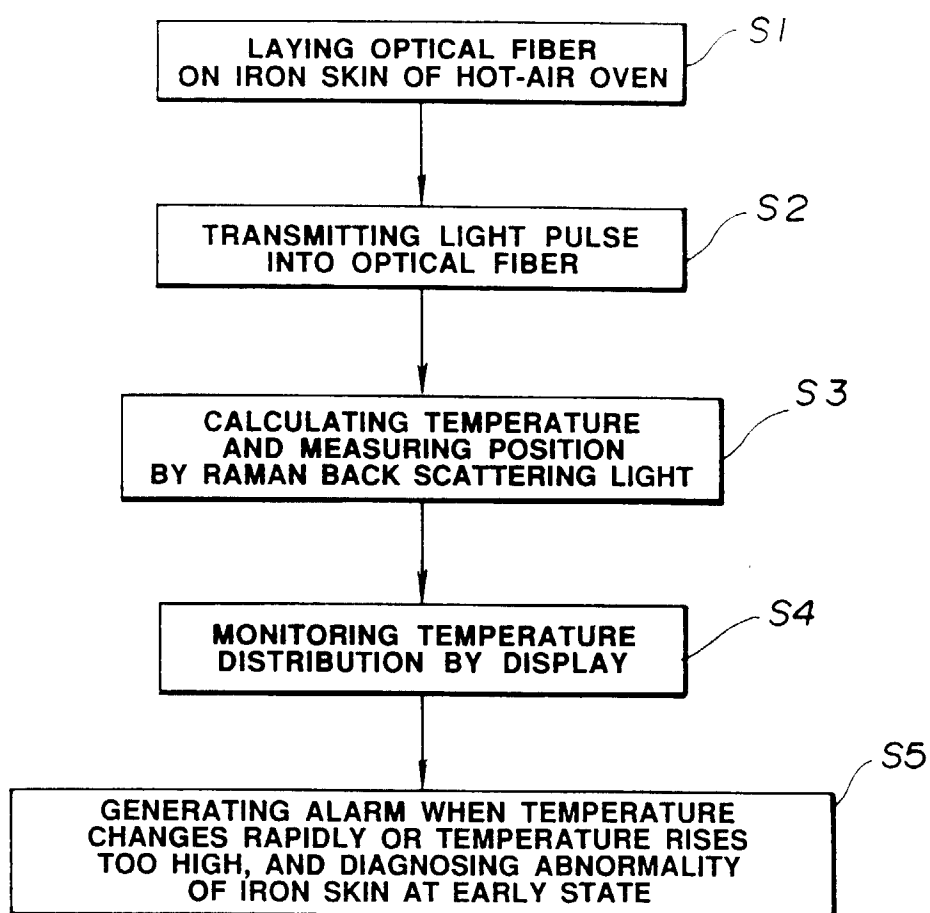 S1
LAYING OPTICAL FIBER
ON IRON SKIN OF HOT-AIR OVEN
S2
TRANSMITTING LIGHT PULSE
INTO OPTICAL FIBER
S3
CALCULATING TEMPERATURE
AND MEASURING POSITION
BY RAMAN BACK SCATTERING LIGHT
S4
MONITORING TEMPERATURE
DISTRIBUTION BY DISPLAY
S5
GENERATING ALARM WHEN TEMPERATURE
CHANGES RAPIDLY OR TEMPERATURE RISES
TOO HIGH, AND DIAGNOSING ABNORMALITY
OF IRON SKIN AT EARLY STATE